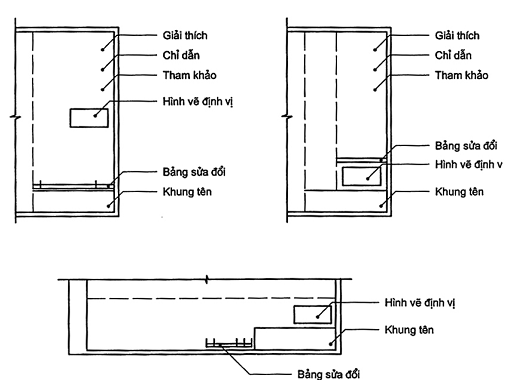 Giải thích
Chỉ dẫn
Tham khảo
Hình vẽ định vị
Bảng sửa đổi
Khung tên
Giải thích
Chỉ dẫn
Tham khảo
Bảng sửa đổi
Hình vẽ định v
Khung tên
Hình vẽ định vị
Khung tên
Bảng sửa đổi